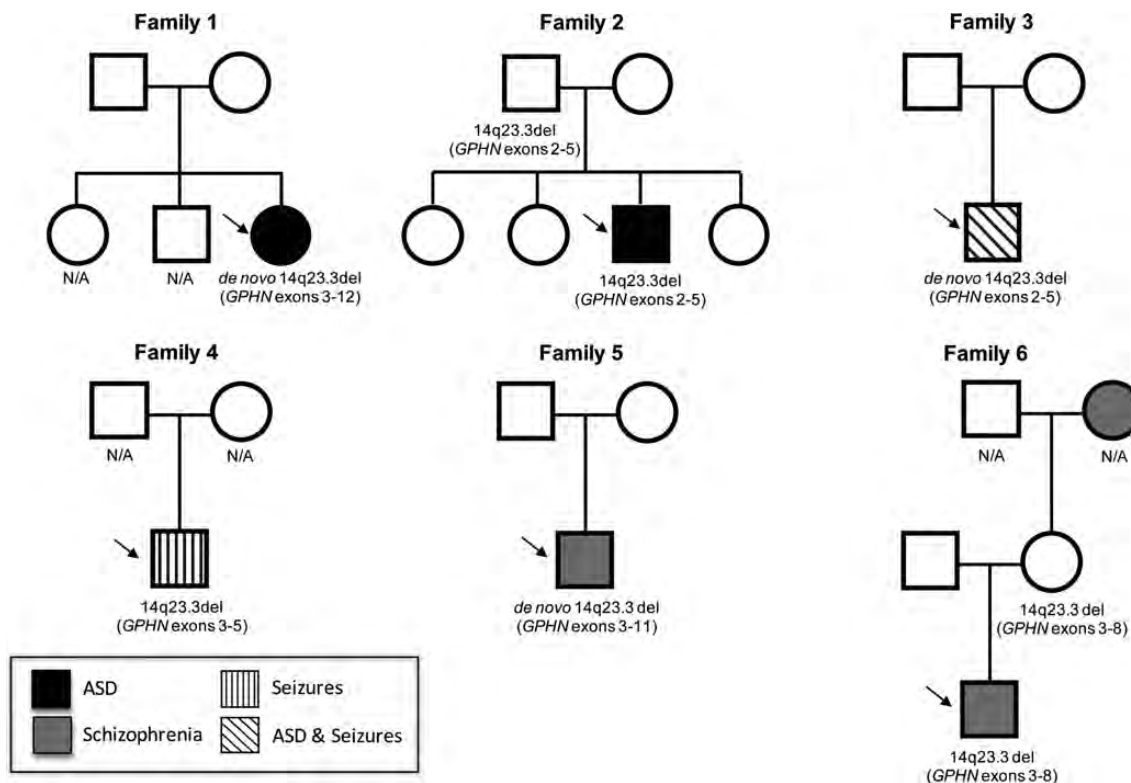 Family 1
Family 2
Family 3
14q23.3del
(GPHN exons 2-5)
N/A
N/A
de novo 14q23.3del
(GPHN exons 3-12)
14q23.3del
(GPHN exons 2-5)
de novo 14q23.3del
(GPHN exons 2-5)
Family 4
Family 5
Family 6
N/A
N/A
N/A
N/A
14q23.3del
(GPHN exons 3-5)
de novo 14q23.3 del
(GPHN exons 3-11)
14q23.3 del
(GPHN exons 3-8)
14q23.3 del
(GPHN exons 3-8)
ASD
Seizures
Schizophrenia
ASD & Seizures